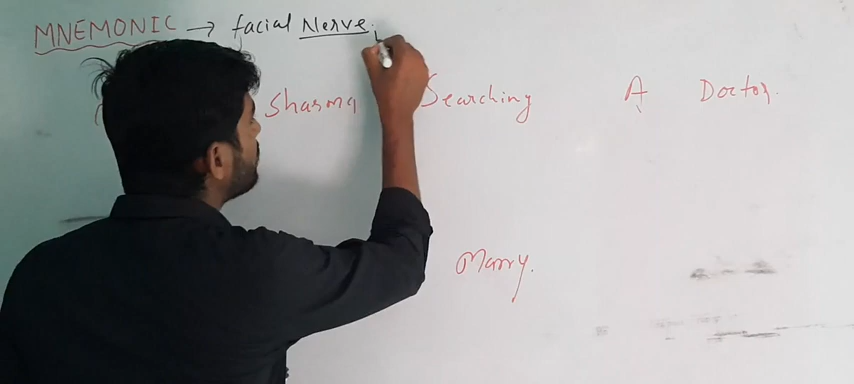 MNEMONIC → facial Nerve.
Sharma Searching A Doctor.
Marry.